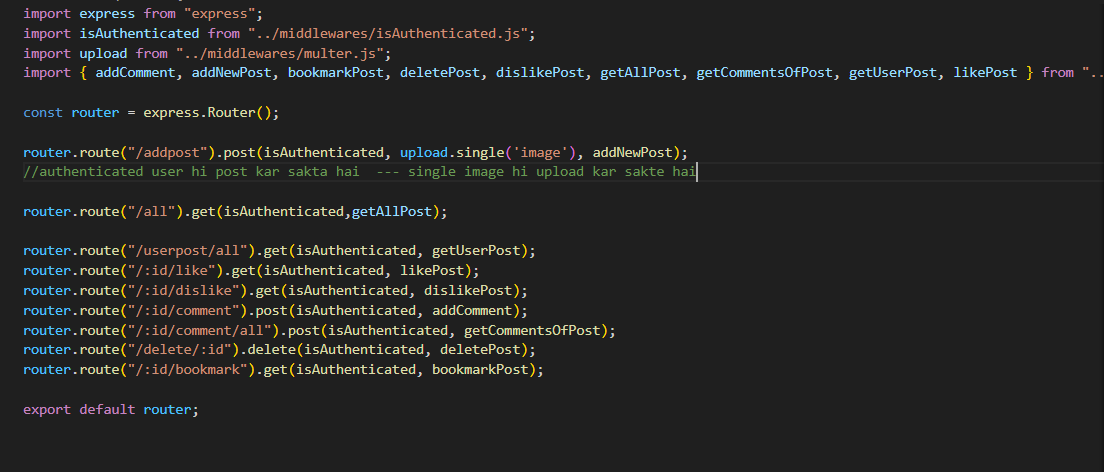 import express from "express";
import isAuthenticated from "../middlewares/isAuthenticated.js";
import upload from "../middlewares/multer.js";
import { addComment, addNewPost, bookmarkPost, deletePost, dislikePost, getAllPost, getCommentsOfPost, getUserPost, likePost } from "..
const router = express.Router();
router.route("/addpost").post(isAuthenticated, upload.single('image'), addNewPost);
//authenticated user hi post kar sakta hai  --- single image hi upload kar sakte hai
router.route("/all").get(isAuthenticated,getAllPost);
router.route("/userpost/all").get(isAuthenticated, getUserPost);
router.route("/:id/like").get(isAuthenticated, likePost);
router.route("/:id/dislike").get(isAuthenticated, dislikePost);
router.route("/:id/comment").post(isAuthenticated, addComment);
router.route("/:id/comment/all").post(isAuthenticated, getCommentsOfPost);
router.route("/delete/:id").delete(isAuthenticated, deletePost);
router.route("/:id/bookmark").get(isAuthenticated, bookmarkPost);
export default router;